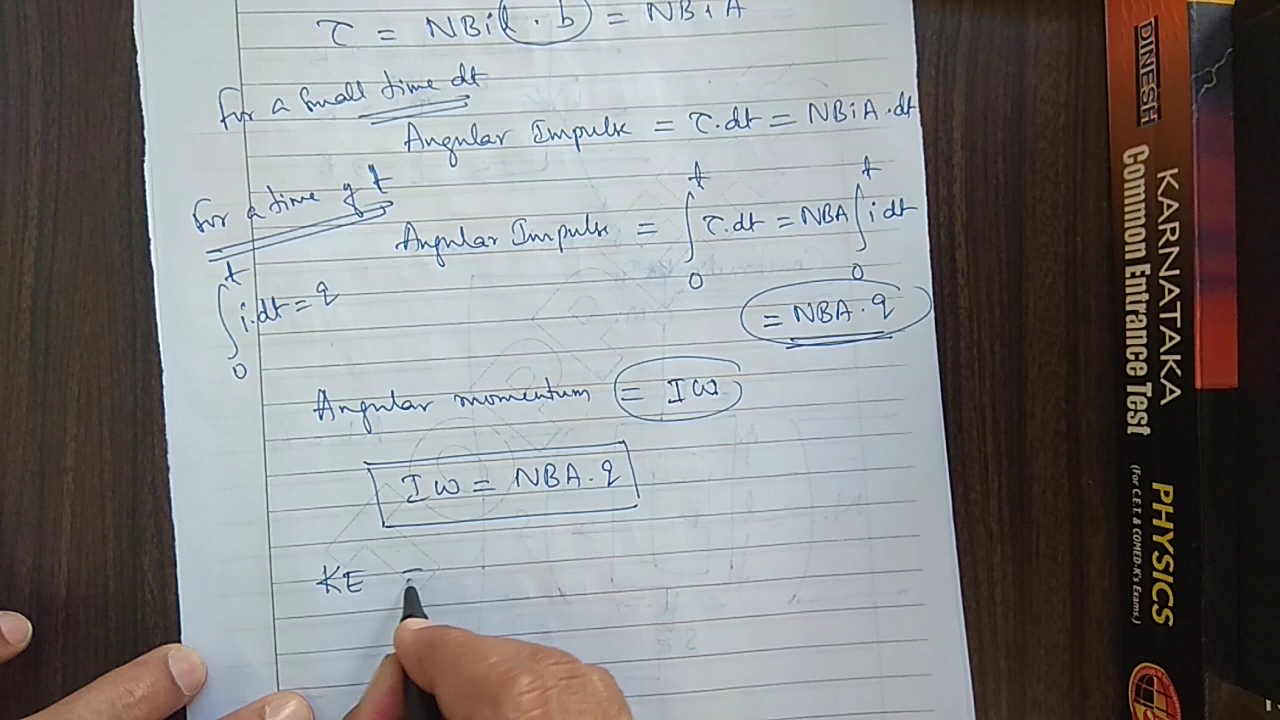 τ = NBi(l · b) = NBiA
for a small time dt
Angular Impulse = τ.dt = NBiA.dt
for a time of t
Angular Impulse = ∫₀ᵗ τ.dt = NBA ∫₀ᵗ i dt
∫₀ᵗ i.dt = q
= NBA.q
Angular momentum = Iω
Iω = NBA.q
KE =
DINESH
KARNATAKA
Common Entrance Test
PHYSICS
(For C.E.T. & COMED-K's Exams.)